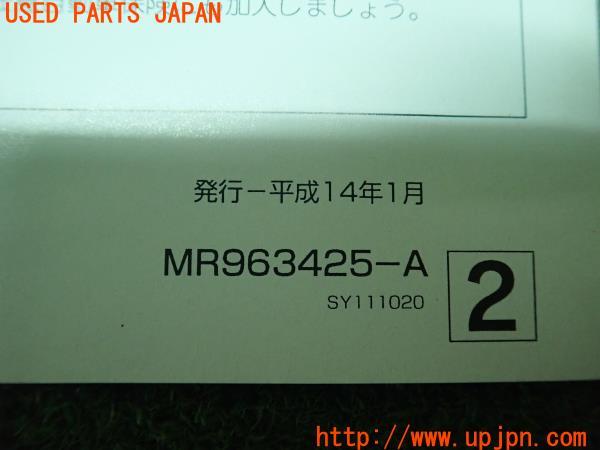 USED PARTS JAPAN
加入しましょう。
発行－平成14年1月
MR963425－A
SY111020
2
http://www.upjpn.com